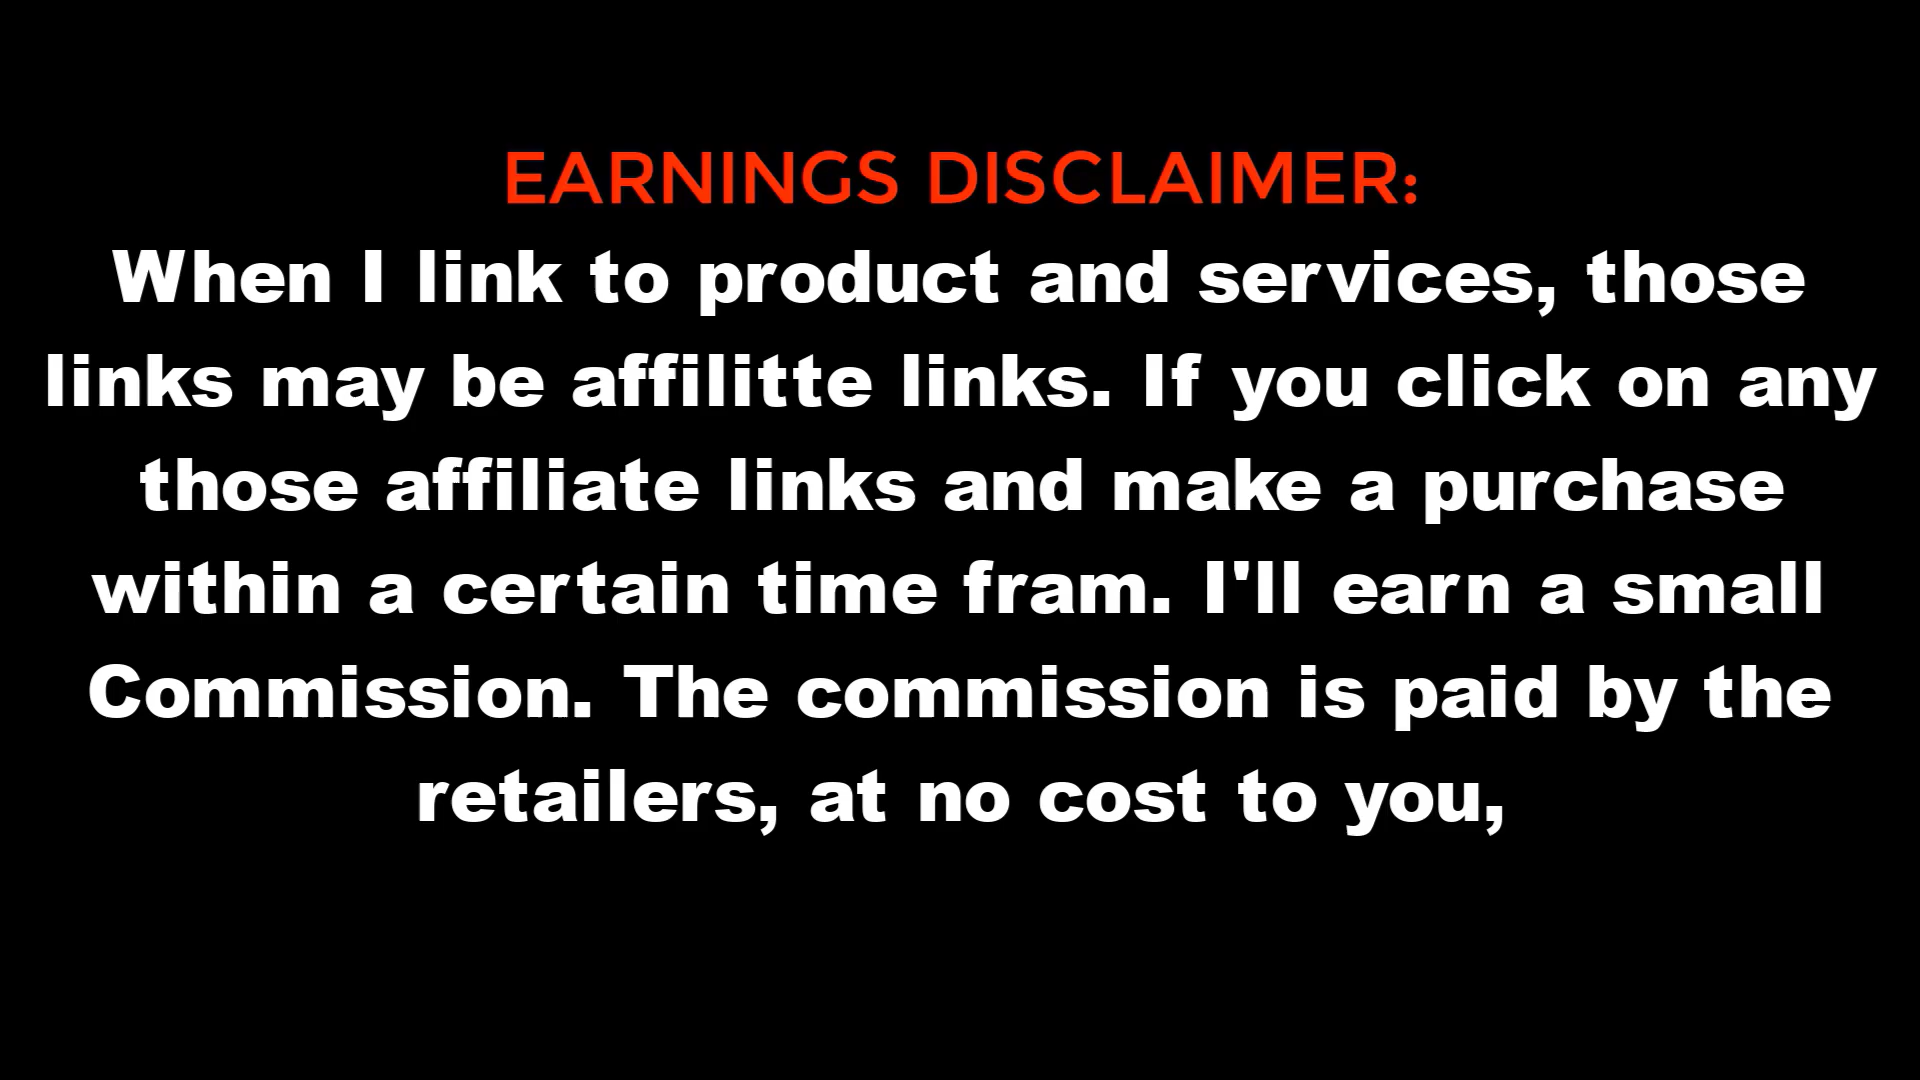 EARNINGS DISCLAIMER:
When I link to product and services, those
links may be affilitte links. If you click on any
those affiliate links and make a purchase
within a certain time fram. I'll earn a small
Commission. The commission is paid by the
retailers, at no cost to you,